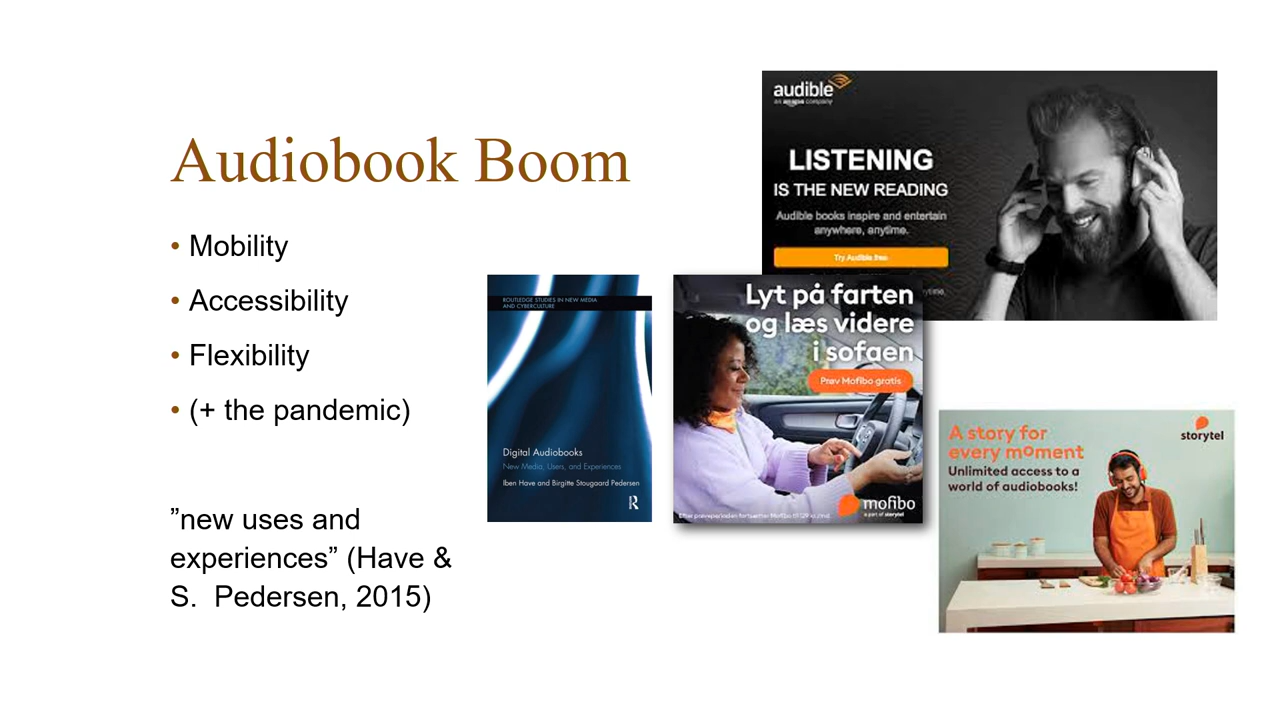 Audiobook Boom
• Mobility
• Accessibility
• Flexibility
• (+ the pandemic)
”new uses and
experiences” (Have &
S. Pedersen, 2015)
audible
an amazon company
LISTENING
IS THE NEW READING
Audible books inspire and entertain
anywhere, anytime.
Try Audible free
ROUTLEDGE STUDIES IN NEW MEDIA
AND CYBERCULTURE
Digital Audiobooks
New Media, Users, and Experiences
Iben Have and Birgitte Stougaard Pedersen
R
Lyt på farten
og læs videre
i sofaen
Prøv Mofibo gratis
mofibo
a part of storytel
A story for
every moment
Unlimited access to a
world of audiobooks!
storytel